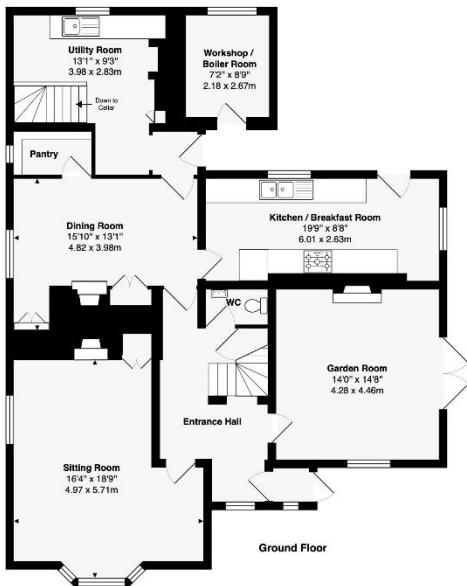 Utility Room
13'1" x 9'3"
3.98 x 2.83m
Down to
Cellar
Workshop /
Boiler Room
7'2" x 8'9"
2.18 x 2.67m
Pantry
Dining Room
15'10" x 13'1"
4.82 x 3.98m
Kitchen / Breakfast Room
19'9" x 8'8"
6.01 x 2.63m
WC
Garden Room
14'0" x 14'8"
4.28 x 4.46m
Entrance Hall
Sitting Room
16'4" x 18'9"
4.97 x 5.71m
Ground Floor